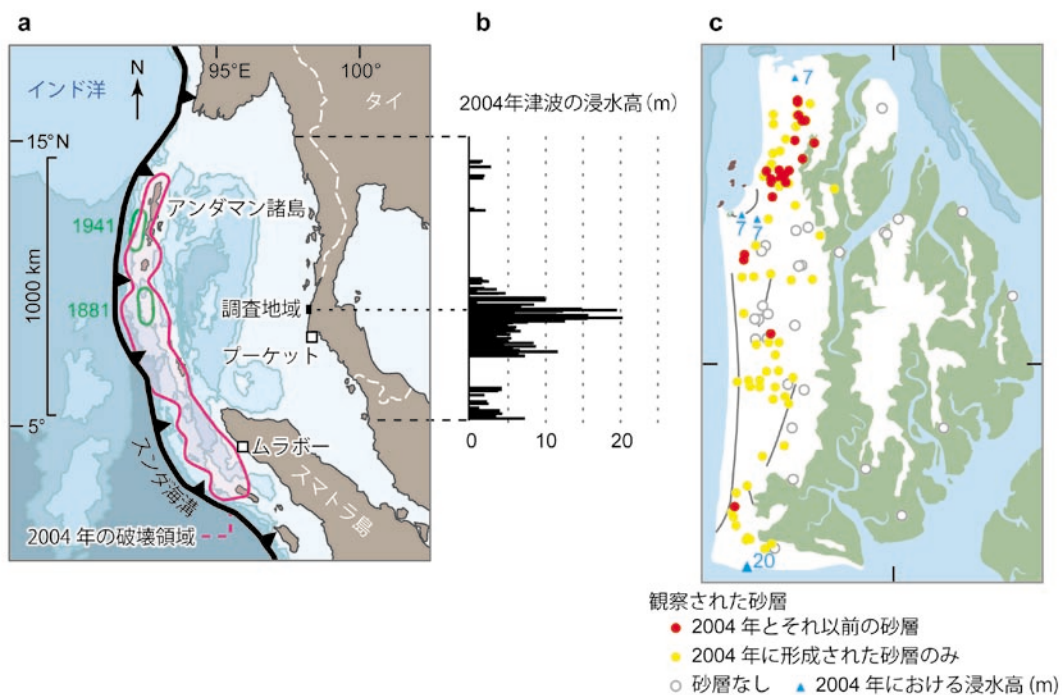 a
95°E
100°
インド洋
N
タイ
15°N
アンダマン諸島
1941
1000 km
1881
調査地域
プーケット
5°
ムラボー
スンダ海溝
スマトラ島
2004 年の破壊領域
b
2004年津波の浸水高(m)
0 10 20
c
7
7 7
20
観察された砂層
2004 年とそれ以前の砂層
2004 年に形成された砂層のみ
砂層なし 2004 年における浸水高(m)